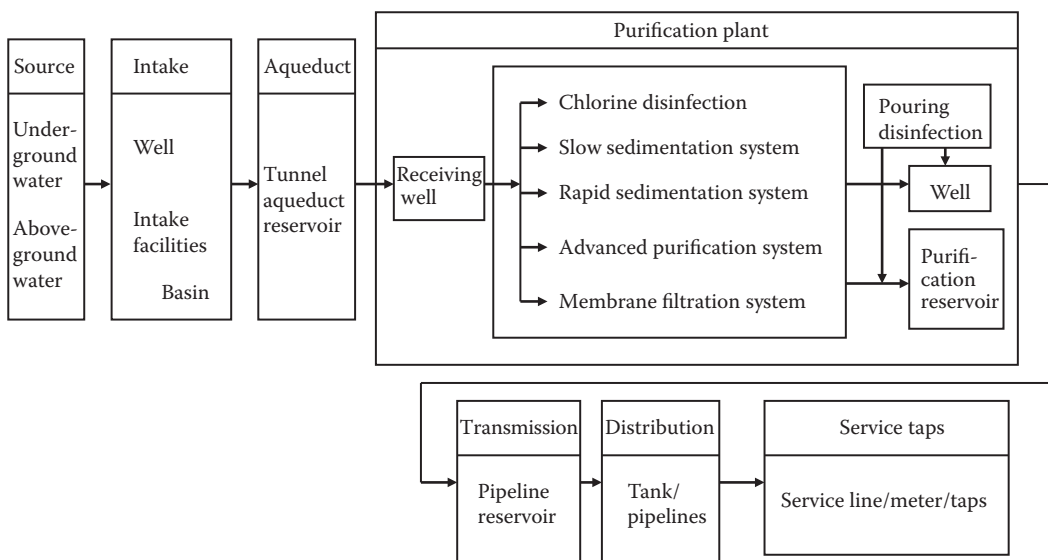 Purification plant
Source
Under-
ground
water
Above-
ground
water
Intake
Well
Intake
facilities
Basin
Aqueduct
Tunnel
aqueduct
reservoir
Receiving
well
Chlorine disinfection
Slow sedimentation system
Rapid sedimentation system
Advanced purification system
Membrane filtration system
Pouring
disinfection
Well
Purifi-
cation
reservoir
Transmission
Pipeline
reservoir
Distribution
Tank/
pipelines
Service taps
Service line/meter/taps